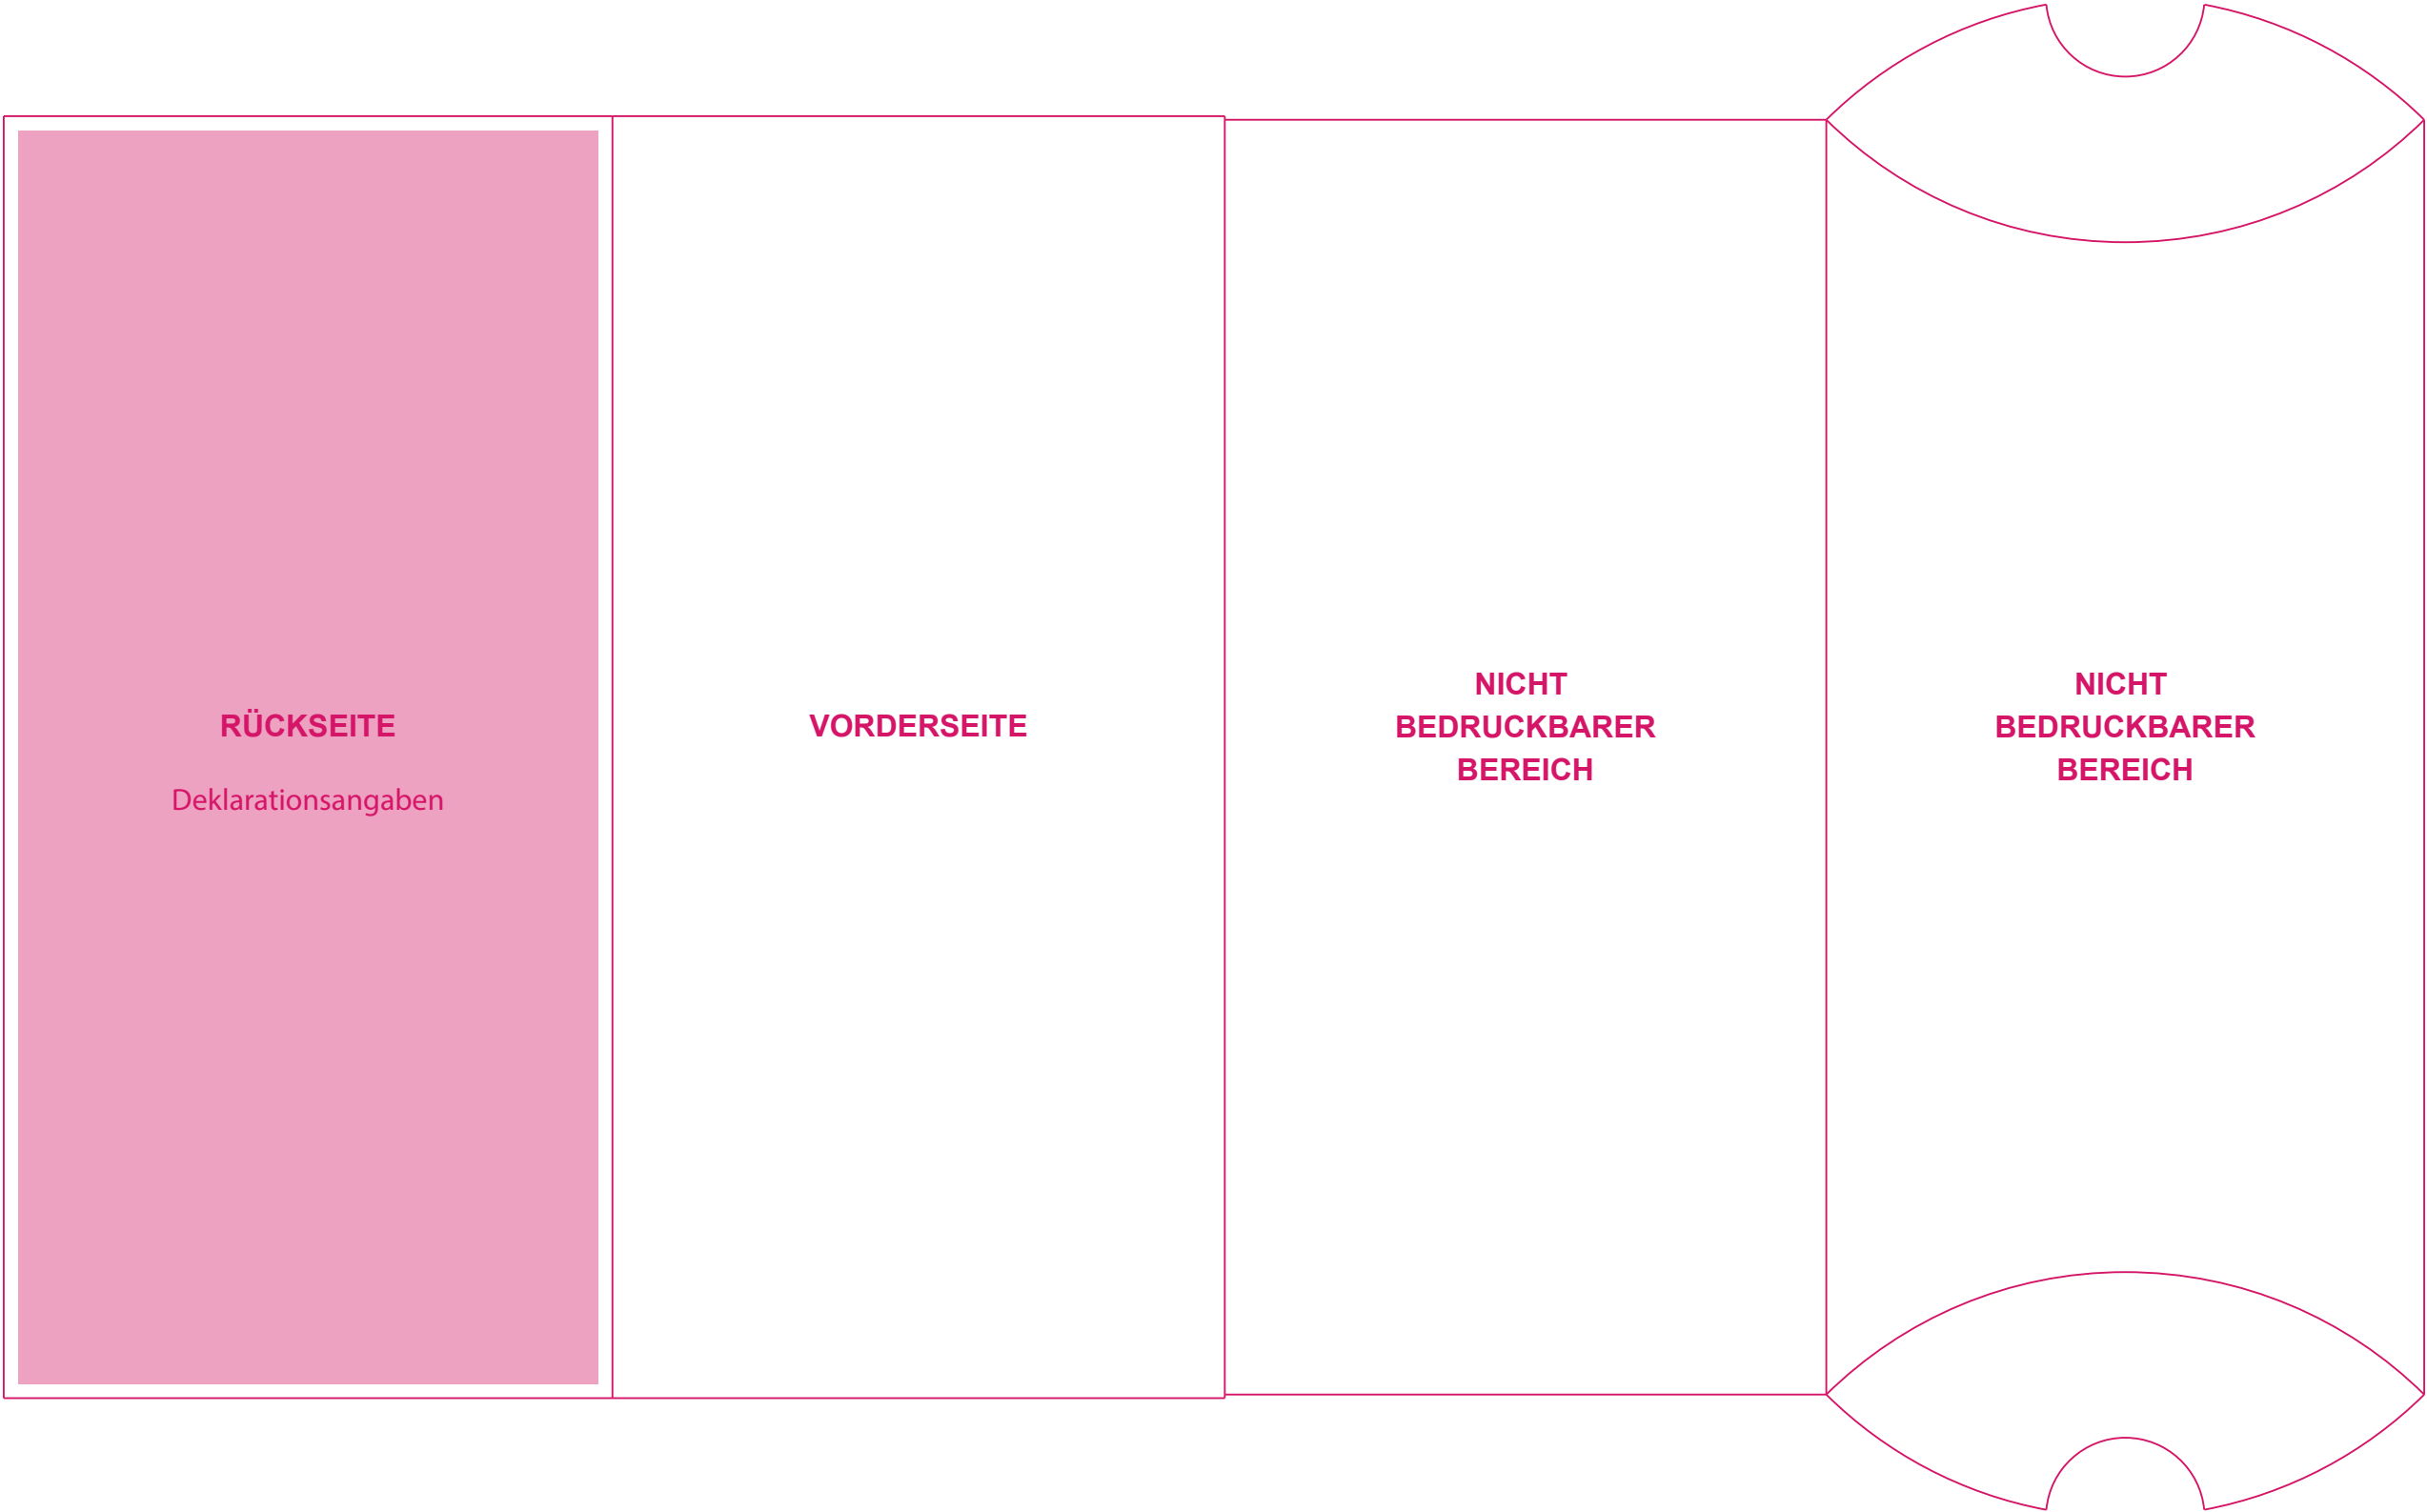 RÜCKSEITE
Deklarationsangaben
VORDERSEITE
NICHT
BEDRUCKBARER
BEREICH
NICHT
BEDRUCKBARER
BEREICH